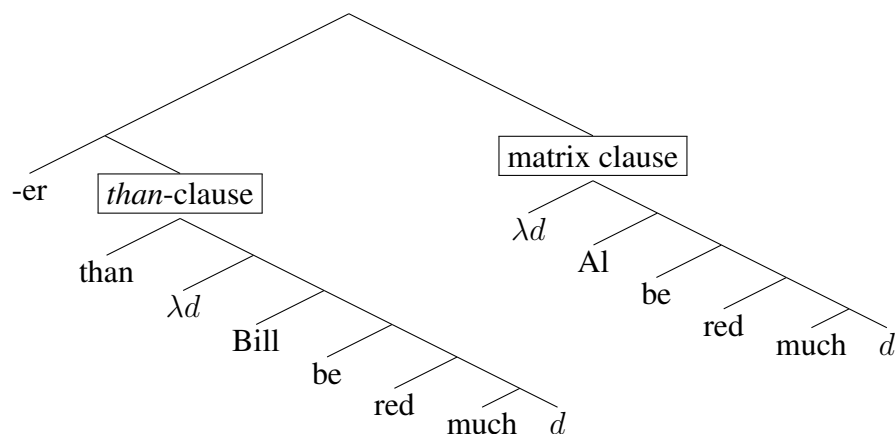 matrix clause
-er
than-clause
λd
than
Al
λd
be
Bill
red
be
much
d
red
much
d